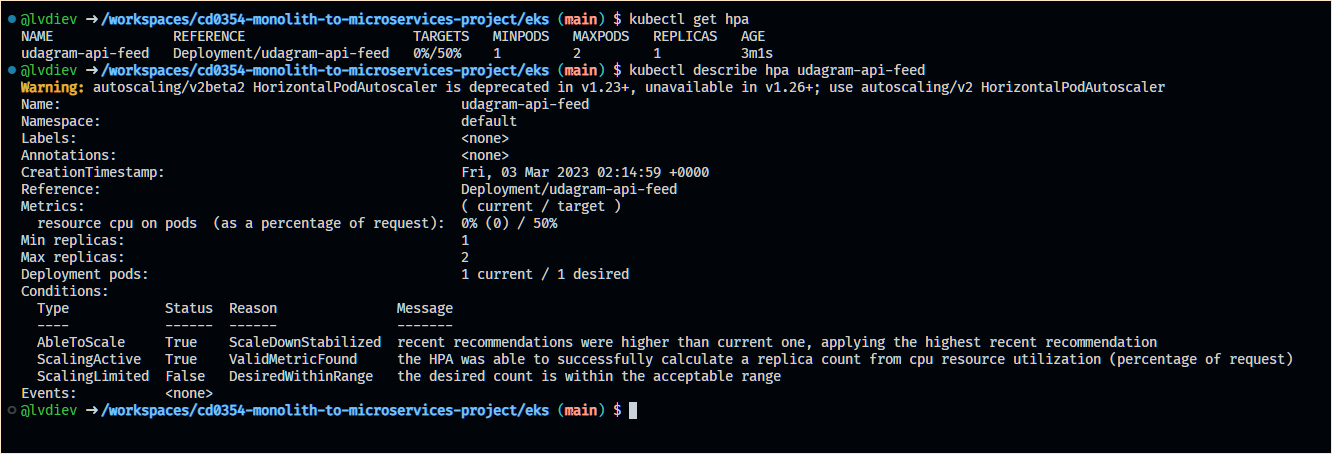 @lvdiev ➜/workspaces/cd0354-monolith-to-microservices-project/eks (main) $ kubectl get hpa
NAME               REFERENCE                     TARGETS   MINPODS   MAXPODS   REPLICAS   AGE
udagram-api-feed   Deployment/udagram-api-feed   0%/50%    1         2         1          3m1s
@lvdiev ➜/workspaces/cd0354-monolith-to-microservices-project/eks (main) $ kubectl describe hpa udagram-api-feed
Warning: autoscaling/v2beta2 HorizontalPodAutoscaler is deprecated in v1.23+, unavailable in v1.26+; use autoscaling/v2 HorizontalPodAutoscaler
Name:                                                  udagram-api-feed
Namespace:                                             default
Labels:                                                <none>
Annotations:                                           <none>
CreationTimestamp:                                     Fri, 03 Mar 2023 02:14:59 +0000
Reference:                                             Deployment/udagram-api-feed
Metrics:                                               ( current / target )
  resource cpu on pods  (as a percentage of request):  0% (0) / 50%
Min replicas:                                          1
Max replicas:                                          2
Deployment pods:                                       1 current / 1 desired
Conditions:
  Type            Status  Reason               Message
  ----            ------  ------               -------
  AbleToScale     True    ScaleDownStabilized  recent recommendations were higher than current one, applying the highest recent recommendation
  ScalingActive   True    ValidMetricFound     the HPA was able to successfully calculate a replica count from cpu resource utilization (percentage of request)
  ScalingLimited  False   DesiredWithinRange   the desired count is within the acceptable range
Events:           <none>
@lvdiev ➜/workspaces/cd0354-monolith-to-microservices-project/eks (main) $